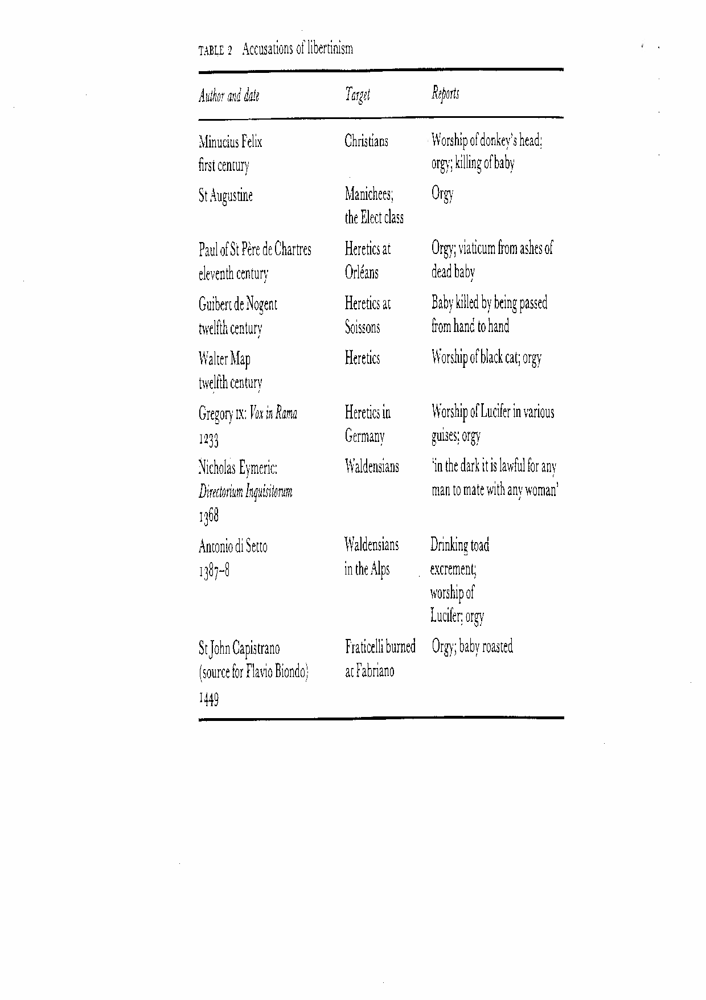 TABLE 2 Accusations of libertinism
Author and date Target Reports
Minucius Felix Christians Worship of donkey's head;
first century orgy; killing of baby
St Augustine Manichees; Orgy
the Elect class
Paul of St Père de Chartres Heretics at Orgy; viaticum from ashes of
eleventh century Orléans dead baby
Guibert de Nogent Heretics at Baby killed by being passed
twelfth century Soissons from hand to hand
Walter Map Heretics Worship of black cat; orgy
twelfth century
Gregory IX: Vox in Rama Heretics in Worship of Lucifer in various
1233 Germany guises; orgy
Nicholas Eymeric: Waldensians 'in the dark it is lawful for any
Directorium Inquisitorum man to mate with any woman'
1368
Antonio di Setto Waldensians Drinking toad
1387–8 in the Alps excrement;
worship of
Lucifer; orgy
St John Capistrano Fraticelli burned Orgy; baby roasted
(source for Flavio Biondo) at Fabriano
1449